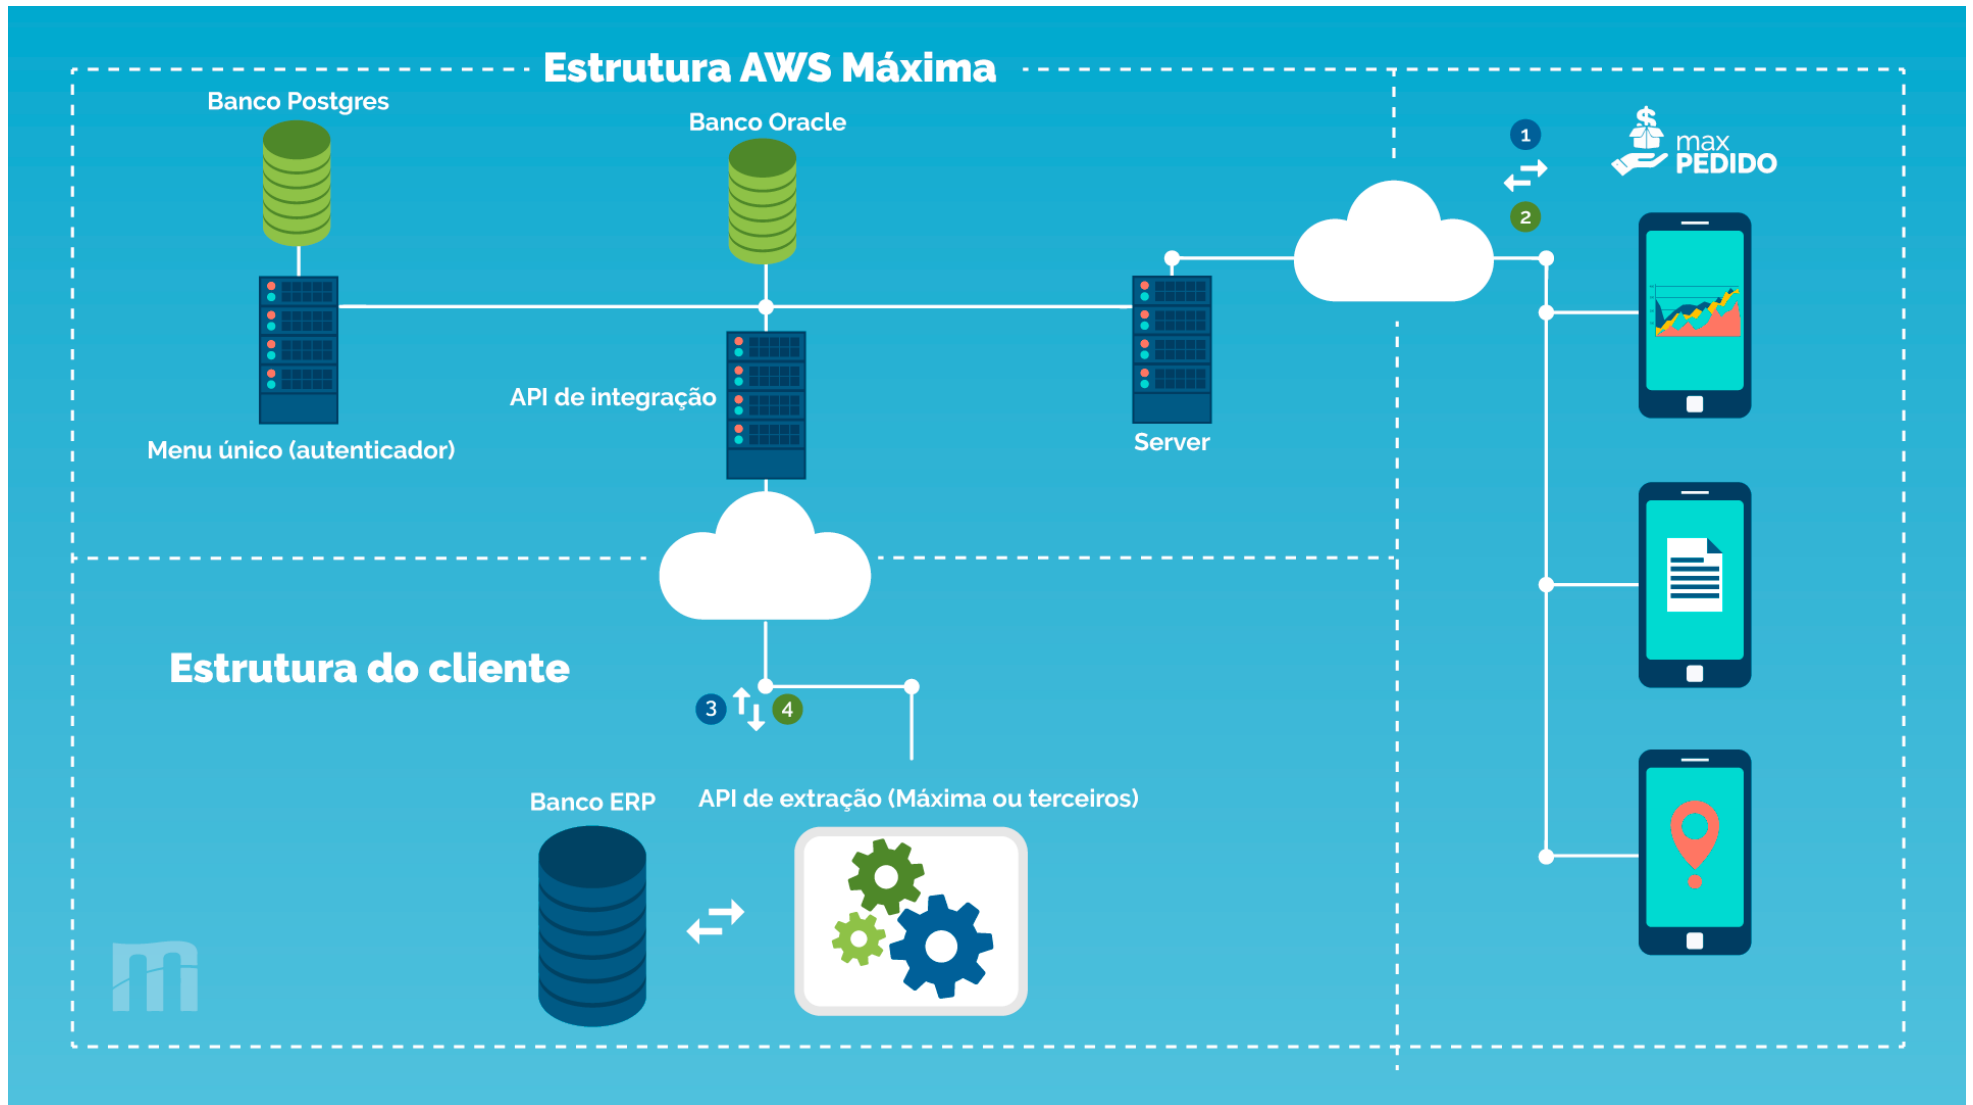 Estrutura AWS Máxima
Banco Postgres
Banco Oracle
1
2
max
PEDIDO
API de integração
Menu único (autenticador)
Server
Estrutura do cliente
3
4
Banco ERP
API de extração (Máxima ou terceiros)